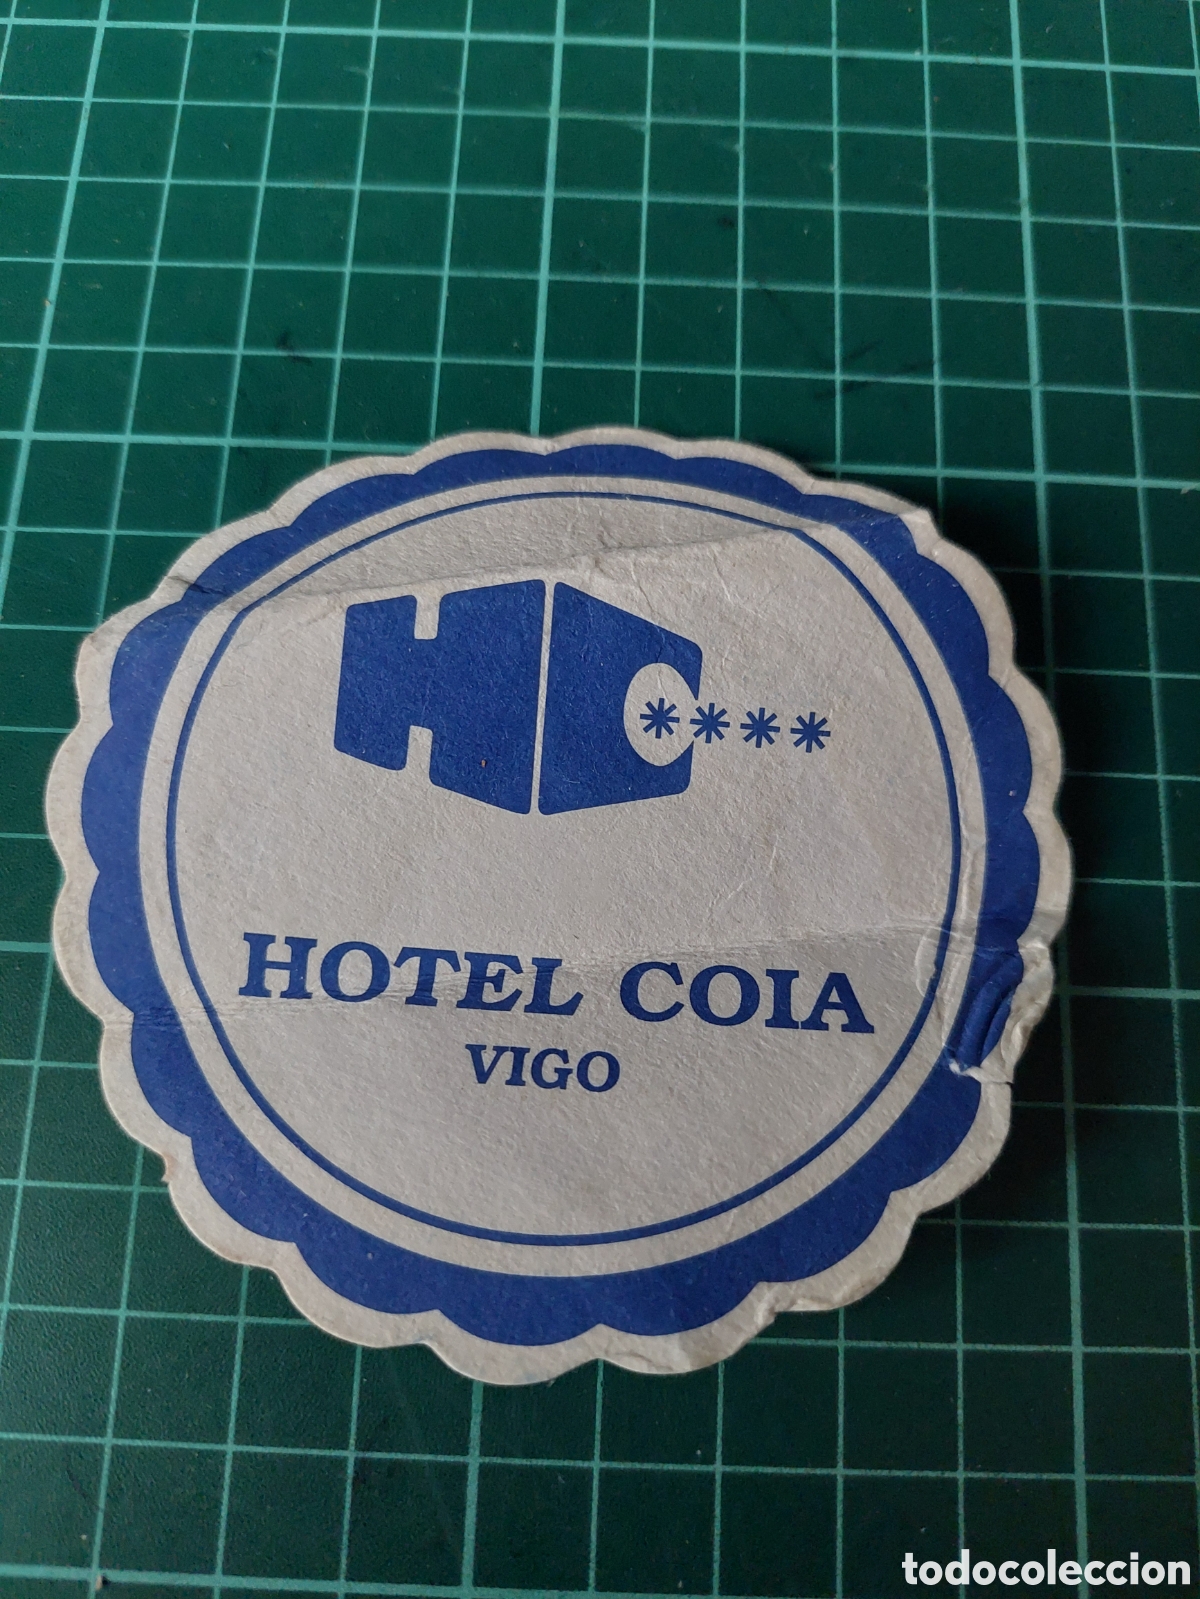 HC****
HOTEL COIA
VIGO
todocoleccion